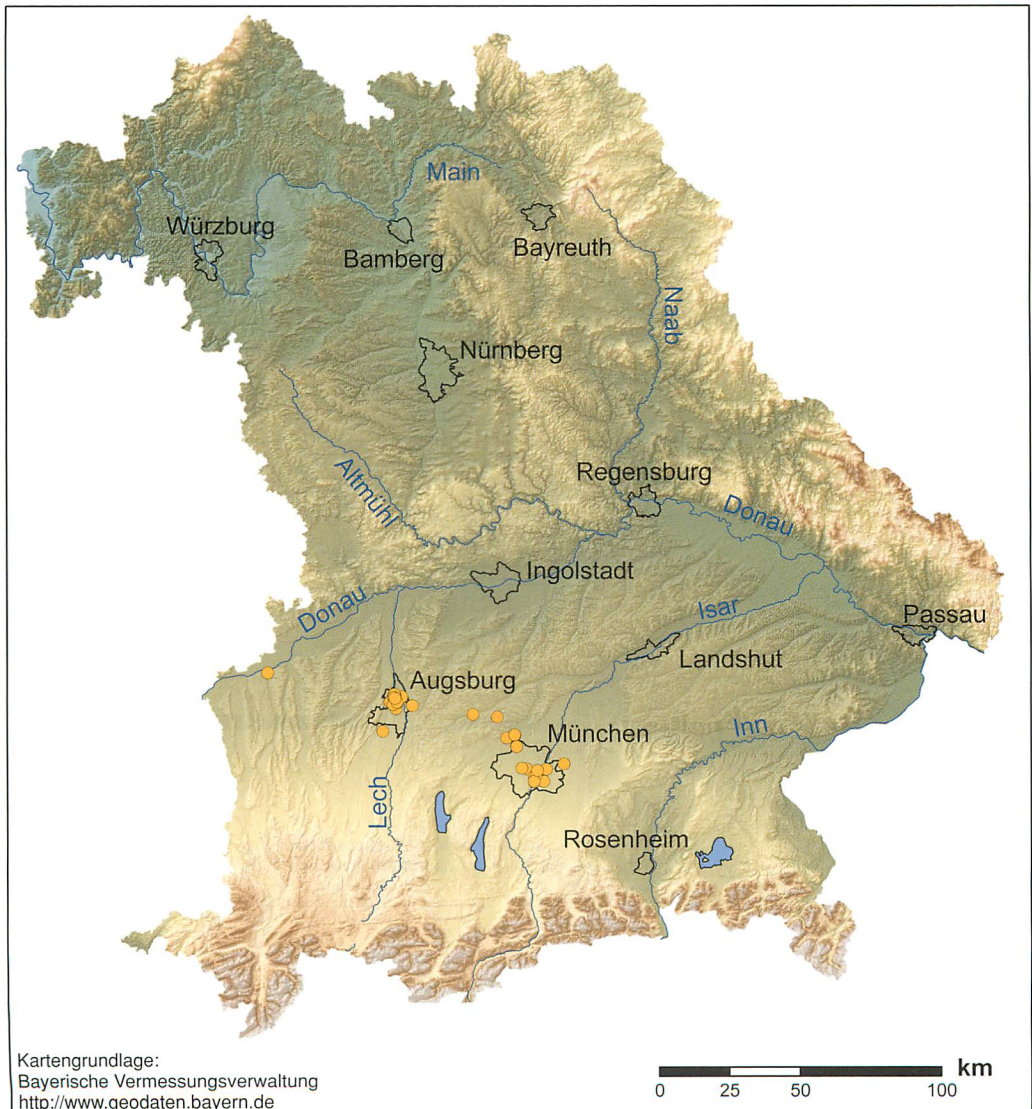 Main
Würzburg
Bamberg
Bayreuth
Naab
Nürnberg
Altmühl
Regensburg
Donau
Ingolstadt
Donau
Isar
Passau
Landshut
Augsburg
München
Inn
Lech
Rosenheim
Kartengrundlage:
Bayerische Vermessungsverwaltung
http://www.geodaten.bayern.de
km
0 25 50 100